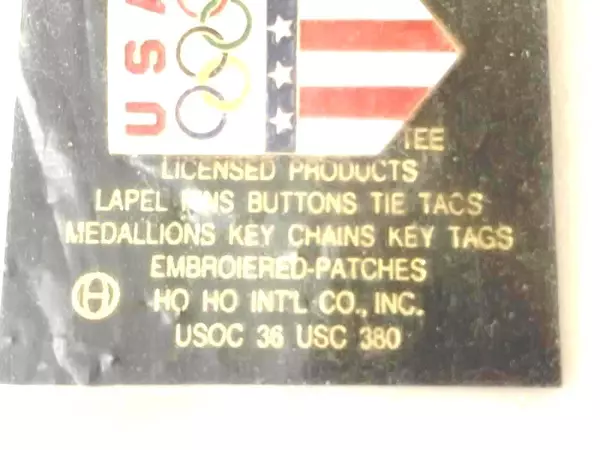 USA
LICENSED PRODUCTS
LAPEL PINS BUTTONS TIE TACS
MEDALLIONS KEY CHAINS KEY TAGS
EMBROIERED-PATCHES
HO HO INT'L CO., INC.
USOC 36 USC 380